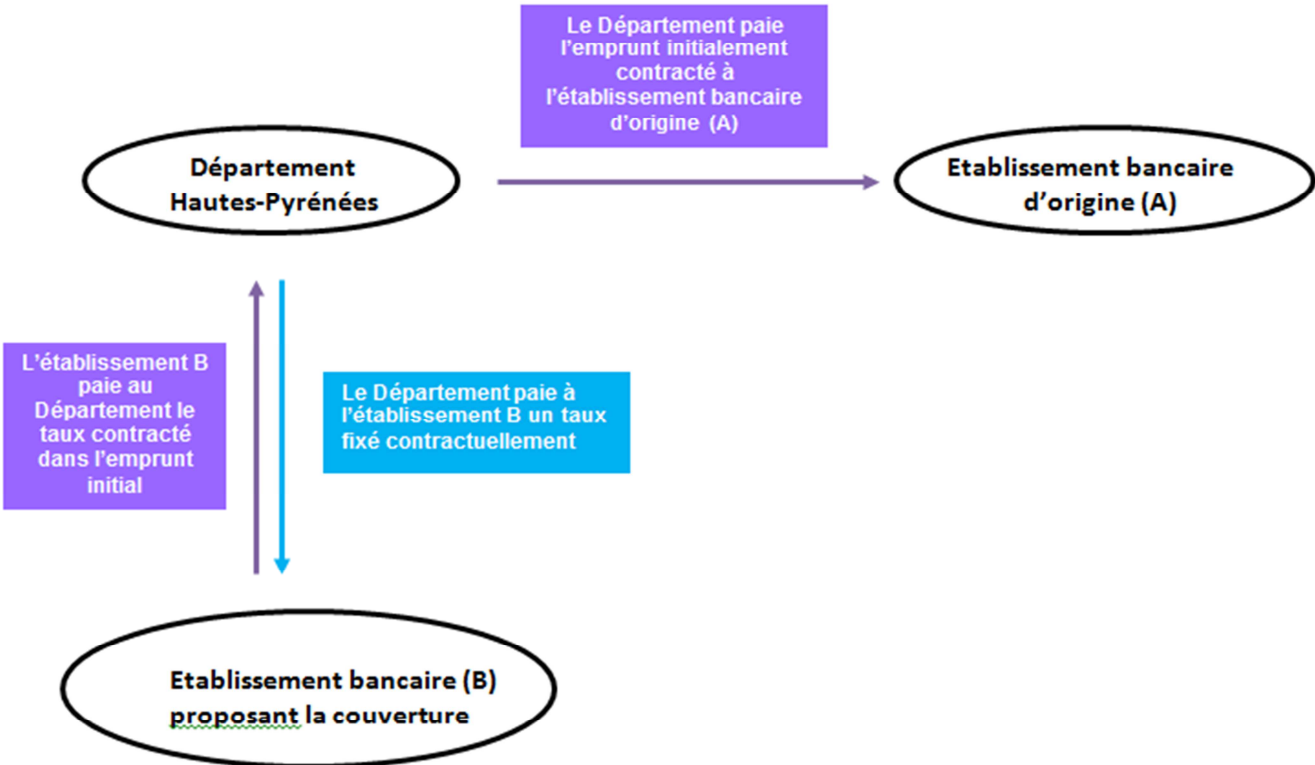 Le Département paie
l'emprunt initialement
contracté à
l'établissement bancaire
d'origine (A)
Département
Hautes-Pyrénées
Etablissement bancaire
d'origine (A)
L'établissement B
paie au
Département le
taux contracté
dans l'emprunt
initial
Le Département paie à
l'établissement B un taux
fixé contractuellement
Etablissement bancaire (B)
proposant la couverture